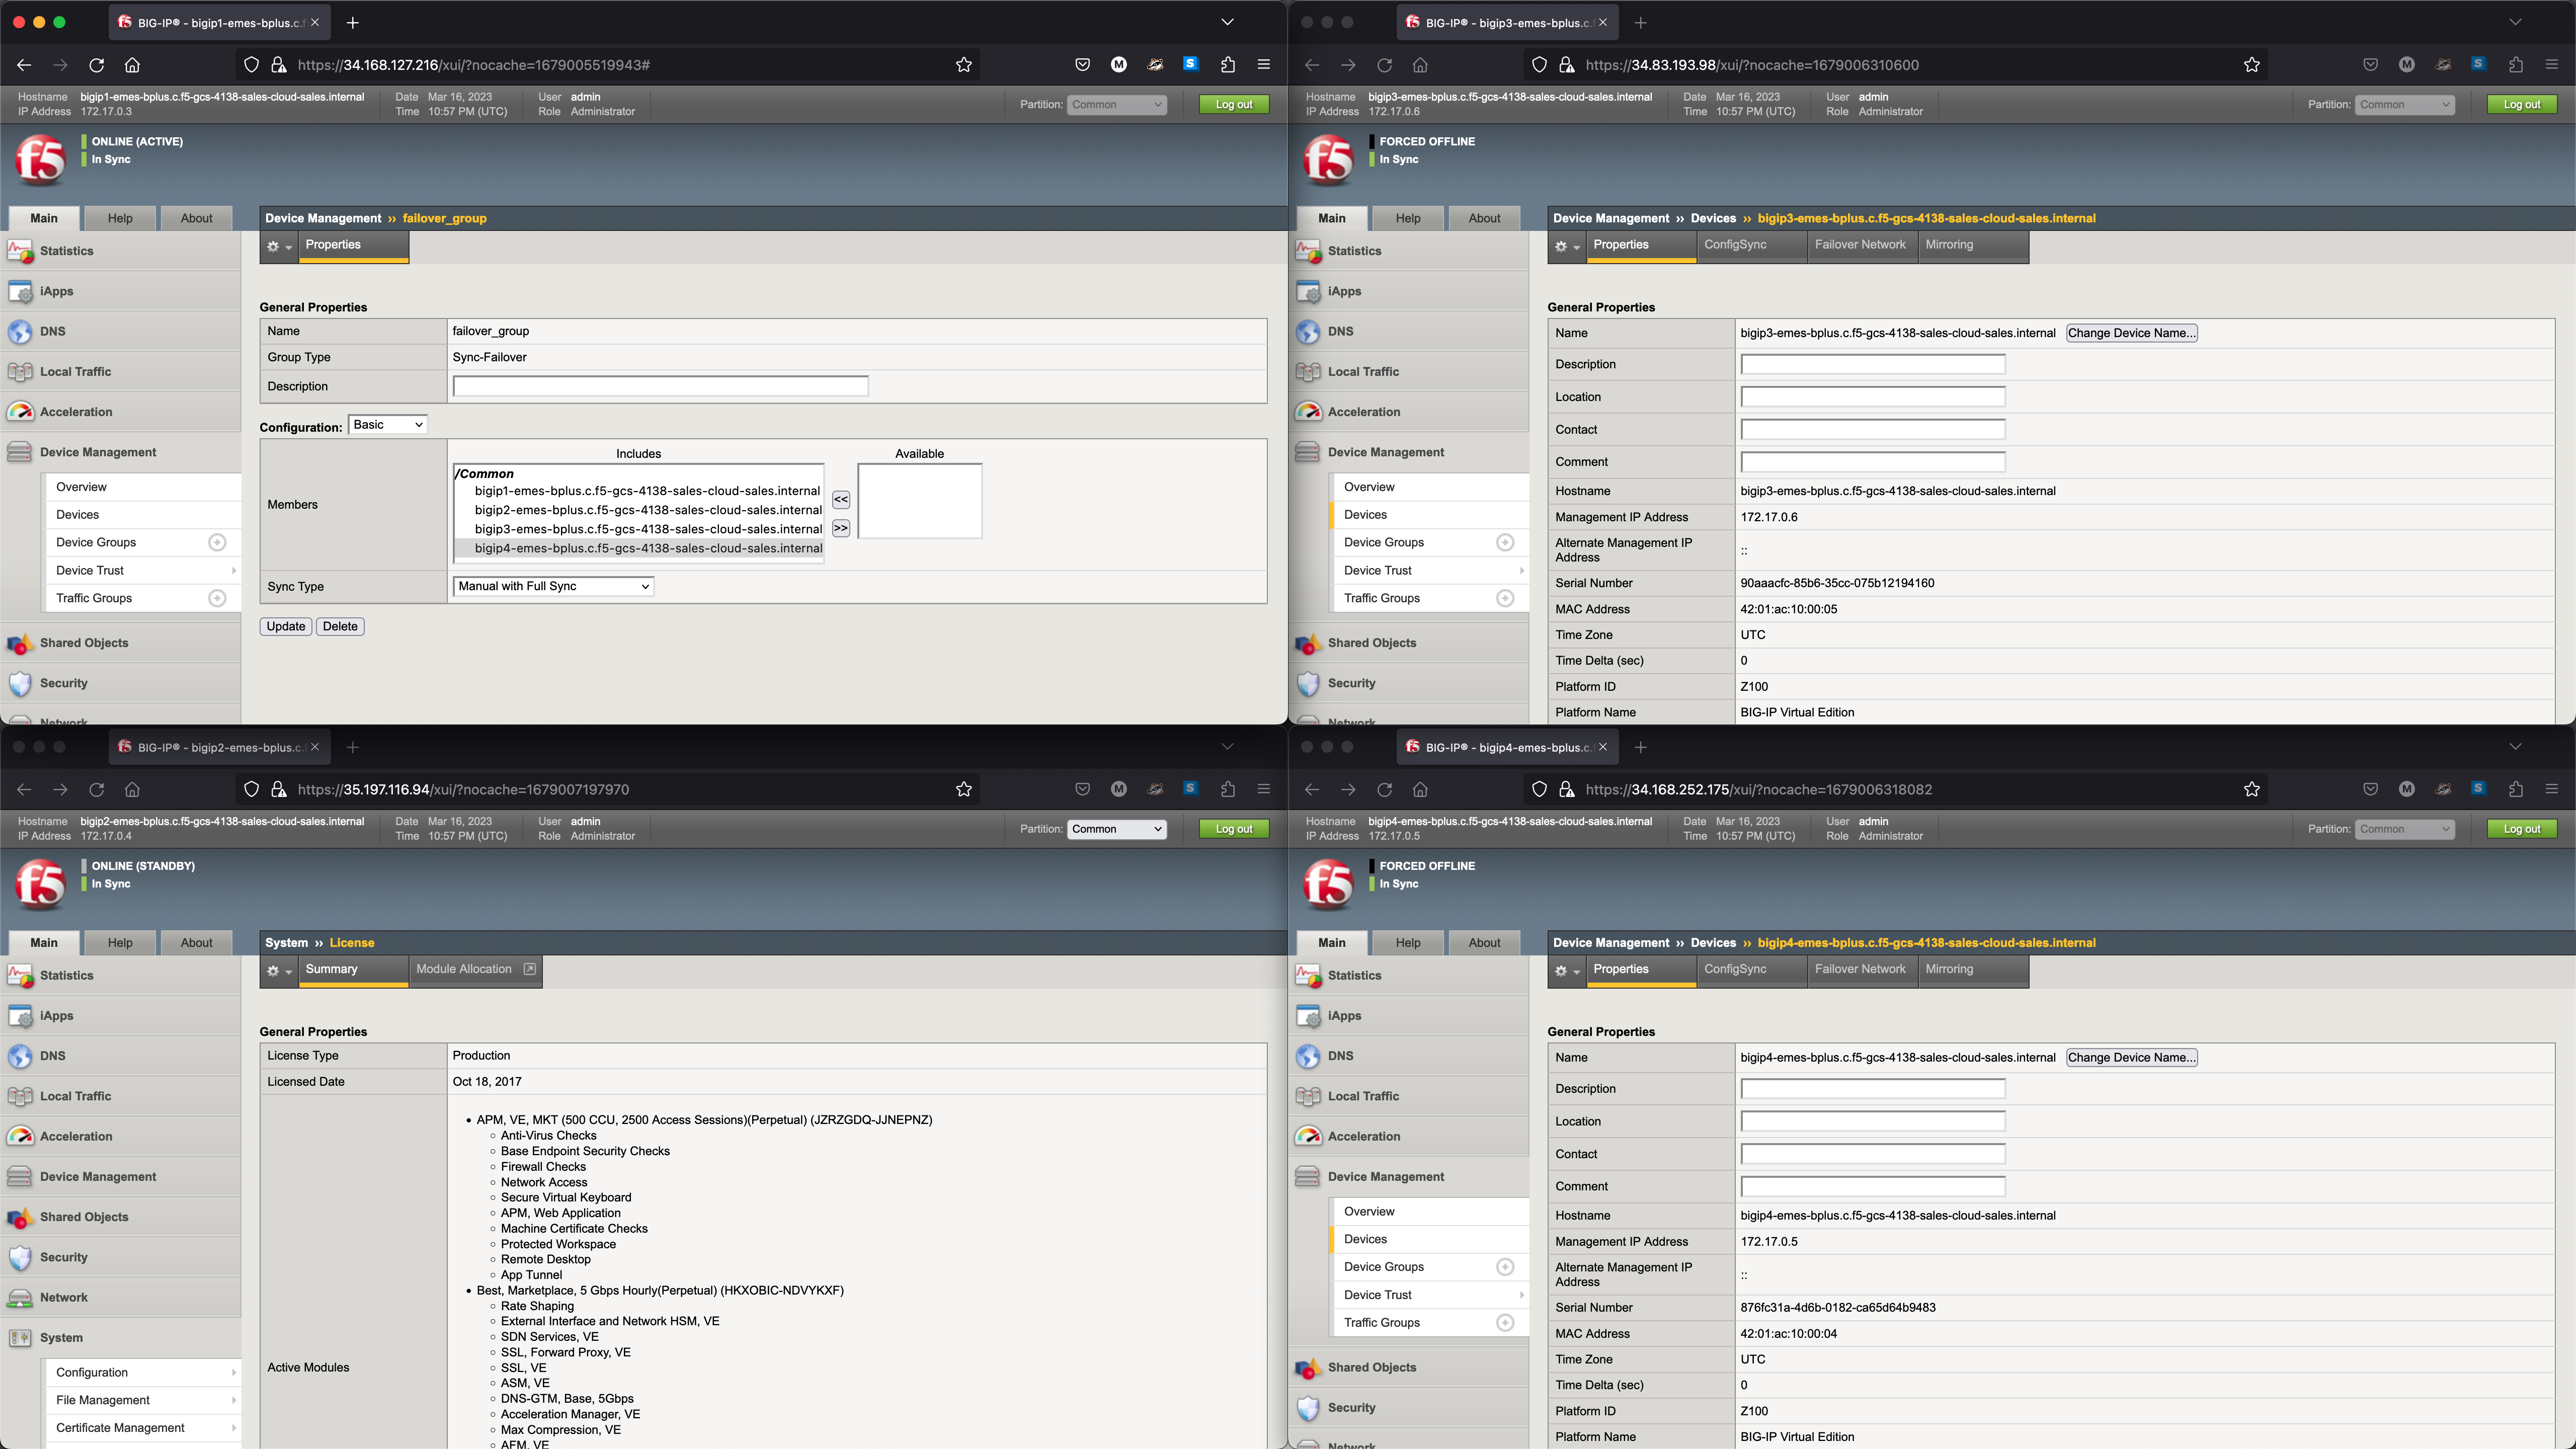 BIG-IP® - bigip1-emes-bplus.c.f
https://34.168.127.216/xui/?nocache=1679005519943#
Hostname bigip1-emes-bplus.c.f5-gcs-4138-sales-cloud-sales.internal Date Mar 16, 2023 User admin
IP Address 172.17.0.3 Time 10:57 PM (UTC) Role Administrator
Partition: Common Log out
f5
ONLINE (ACTIVE)
In Sync
Main Help About
Device Management ›› failover_group
Properties
Statistics
iApps
DNS
Local Traffic
Acceleration
Device Management
Overview
Devices
Device Groups
Device Trust
Traffic Groups
Shared Objects
Security
Network
General Properties
Name failover_group
Group Type Sync-Failover
Description
Configuration: Basic
Includes Available
Members
/Common
bigip1-emes-bplus.c.f5-gcs-4138-sales-cloud-sales.internal
bigip2-emes-bplus.c.f5-gcs-4138-sales-cloud-sales.internal
bigip3-emes-bplus.c.f5-gcs-4138-sales-cloud-sales.internal
bigip4-emes-bplus.c.f5-gcs-4138-sales-cloud-sales.internal
<<
>>
Sync Type Manual with Full Sync
Update Delete
BIG-IP® - bigip3-emes-bplus.c.f
https://34.83.193.98/xui/?nocache=1679006310600
Hostname bigip3-emes-bplus.c.f5-gcs-4138-sales-cloud-sales.internal Date Mar 16, 2023 User admin
IP Address 172.17.0.6 Time 10:57 PM (UTC) Role Administrator
Partition: Common Log out
f5
FORCED OFFLINE
In Sync
Main Help About
Device Management ›› Devices ›› bigip3-emes-bplus.c.f5-gcs-4138-sales-cloud-sales.internal
Properties ConfigSync Failover Network Mirroring
Statistics
iApps
DNS
Local Traffic
Acceleration
Device Management
Overview
Devices
Device Groups
Device Trust
Traffic Groups
Shared Objects
Security
Network
General Properties
Name bigip3-emes-bplus.c.f5-gcs-4138-sales-cloud-sales.internal Change Device Name...
Description
Location
Contact
Comment
Hostname bigip3-emes-bplus.c.f5-gcs-4138-sales-cloud-sales.internal
Management IP Address 172.17.0.6
Alternate Management IP
Address ::
Serial Number 90aaacfc-85b6-35cc-075b12194160
MAC Address 42:01:ac:10:00:05
Time Zone UTC
Time Delta (sec) 0
Platform ID Z100
Platform Name BIG-IP Virtual Edition
BIG-IP® - bigip2-emes-bplus.c.f
https://35.197.116.94/xui/?nocache=1679007197970
Hostname bigip2-emes-bplus.c.f5-gcs-4138-sales-cloud-sales.internal Date Mar 16, 2023 User admin
IP Address 172.17.0.4 Time 10:57 PM (UTC) Role Administrator
Partition: Common Log out
f5
ONLINE (STANDBY)
In Sync
Main Help About
System ›› License
Summary Module Allocation
Statistics
iApps
DNS
Local Traffic
Acceleration
Device Management
Shared Objects
Security
Network
System
Configuration
File Management
Certificate Management
General Properties
License Type Production
Licensed Date Oct 18, 2017
Active Modules
• APM, VE, MKT (500 CCU, 2500 Access Sessions)(Perpetual) (JZRZGDQ-JJNEPNZ)
◦ Anti-Virus Checks
◦ Base Endpoint Security Checks
◦ Firewall Checks
◦ Network Access
◦ Secure Virtual Keyboard
◦ APM, Web Application
◦ Machine Certificate Checks
◦ Protected Workspace
◦ Remote Desktop
◦ App Tunnel
• Best, Marketplace, 5 Gbps Hourly(Perpetual) (HKXOBIC-NDVYKXF)
◦ Rate Shaping
◦ External Interface and Network HSM, VE
◦ SDN Services, VE
◦ SSL, Forward Proxy, VE
◦ SSL, VE
◦ ASM, VE
◦ DNS-GTM, Base, 5Gbps
◦ Acceleration Manager, VE
◦ Max Compression, VE
◦ AFM, VE
BIG-IP® - bigip4-emes-bplus.c.f
https://34.168.252.175/xui/?nocache=1679006318082
Hostname bigip4-emes-bplus.c.f5-gcs-4138-sales-cloud-sales.internal Date Mar 16, 2023 User admin
IP Address 172.17.0.5 Time 10:57 PM (UTC) Role Administrator
Partition: Common Log out
f5
FORCED OFFLINE
In Sync
Main Help About
Device Management ›› Devices ›› bigip4-emes-bplus.c.f5-gcs-4138-sales-cloud-sales.internal
Properties ConfigSync Failover Network Mirroring
Statistics
iApps
DNS
Local Traffic
Acceleration
Device Management
Overview
Devices
Device Groups
Device Trust
Traffic Groups
Shared Objects
Security
Network
General Properties
Name bigip4-emes-bplus.c.f5-gcs-4138-sales-cloud-sales.internal Change Device Name...
Description
Location
Contact
Comment
Hostname bigip4-emes-bplus.c.f5-gcs-4138-sales-cloud-sales.internal
Management IP Address 172.17.0.5
Alternate Management IP
Address ::
Serial Number 876fc31a-4d6b-0182-ca65d64b9483
MAC Address 42:01:ac:10:00:04
Time Zone UTC
Time Delta (sec) 0
Platform ID Z100
Platform Name BIG-IP Virtual Edition